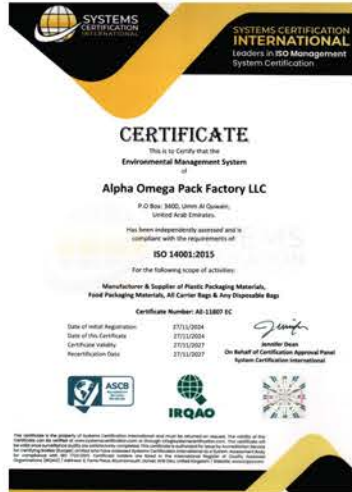 SYSTEMS
CERTIFICATION
INTERNATIONAL
SYSTEMS CERTIFICATION
INTERNATIONAL
Leaders in ISO Management
System Certification
CERTIFICATE
This is to Certify that the
Environmental Management System
of
Alpha Omega Pack Factory LLC
P.O Box: 3400, Umm Al Quwain,
United Arab Emirates.
Has been independently assessed and is
compliant with the requirements of:
ISO 14001:2015
For the following scope of activities:
Manufacturer & Supplier of Plastic Packaging Materials,
Food Packaging Materials, All Carrier Bags & Any Disposable Bags
Certificate Number: AE-11807 EC
Date of Initial Registration 27/11/2024
Date of this Certificate 27/11/2024
Certificate Validity 27/11/2027
Recertification Date 27/11/2027
Jennifer Dean
On Behalf of Certification Approval Panel
System Certification International
ASCB
IRQAO